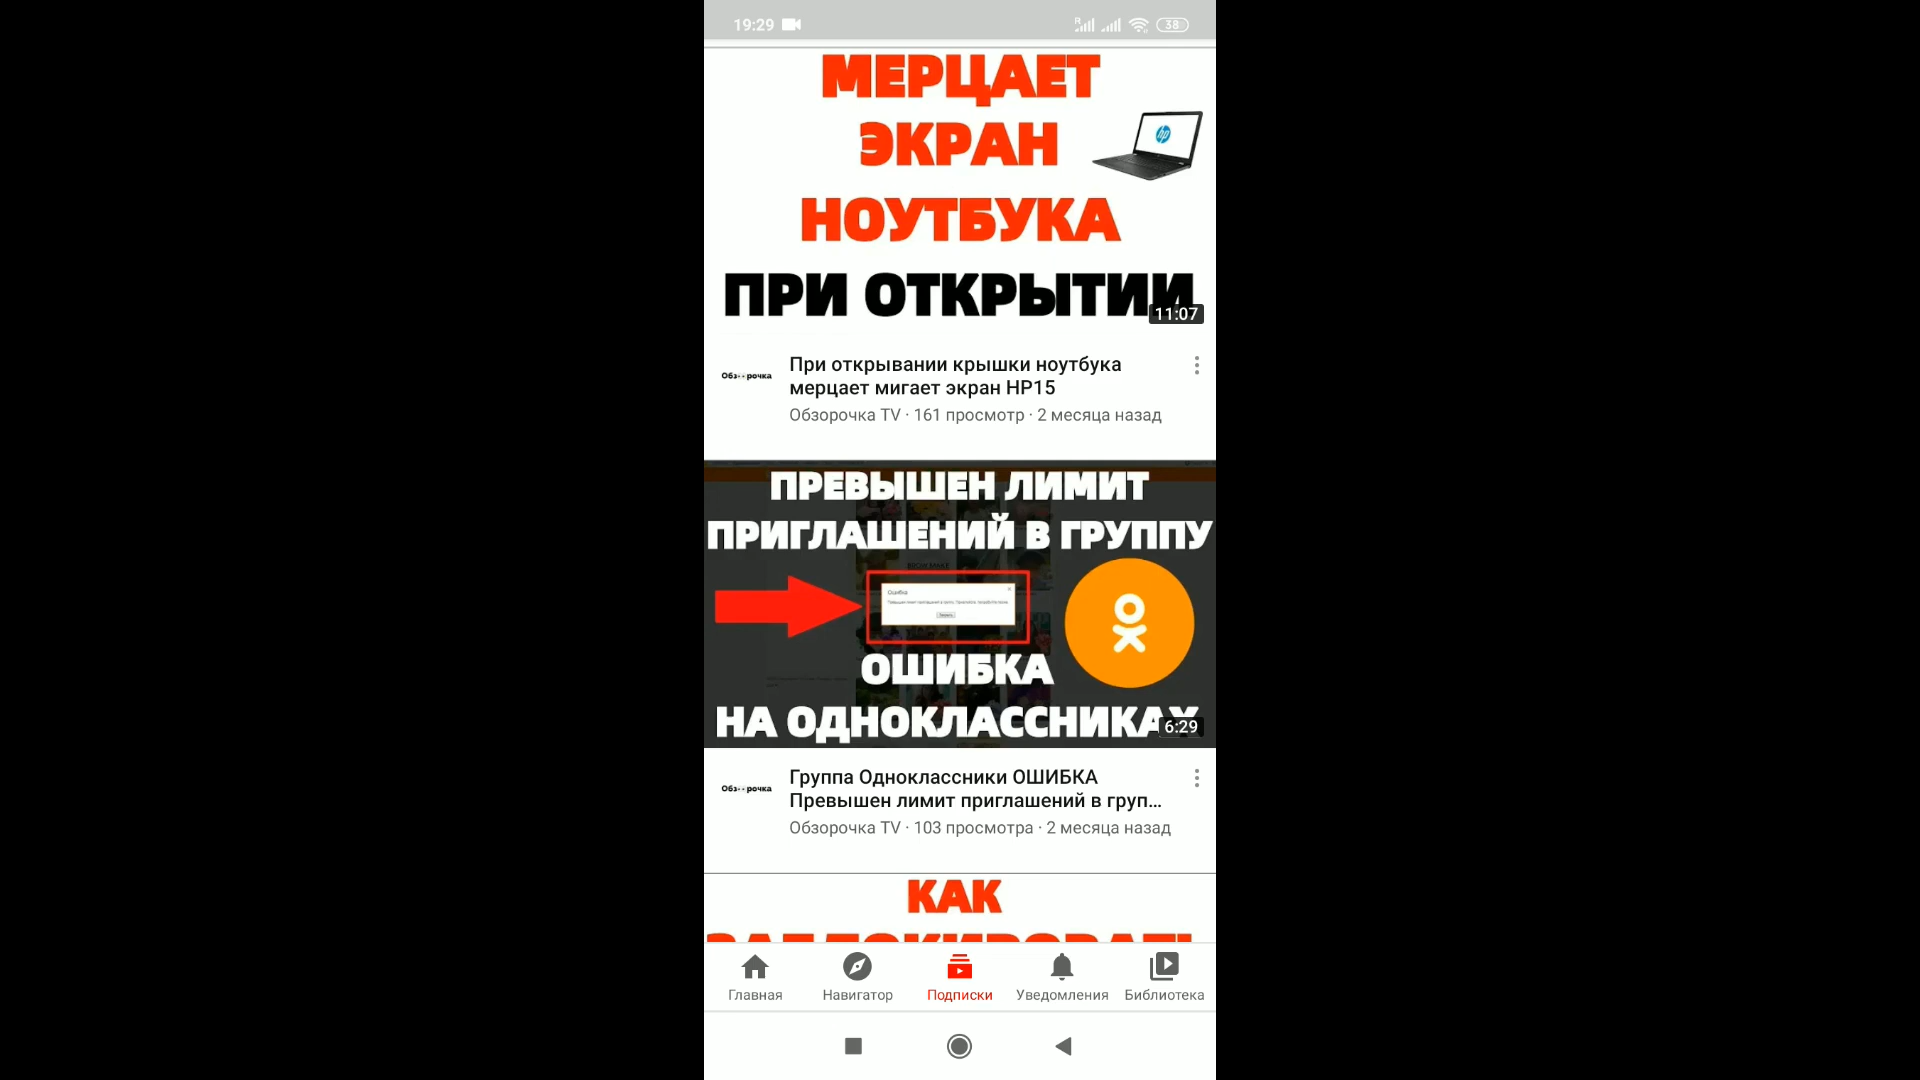 19:29
38
МЕРЦАЕТ
ЭКРАН
hp
НОУТБУКА
ПРИ ОТКРЫТИИ
11:07
При открывании крышки ноутбука
мерцает мигает экран HP15
Обзорочка TV · 161 просмотр · 2 месяца назад
ПРЕВЫШЕН ЛИМИТ
ПРИГЛАШЕНИЙ В ГРУППУ
Ошибка
ОШИБКА
НА ОДНОКЛАССНИКАХ
6:29
Группа Одноклассники ОШИБКА
Превышен лимит приглашений в груп...
Обзорочка TV · 103 просмотра · 2 месяца назад
КАК
Главная Навигатор Подписки Уведомления Библиотека